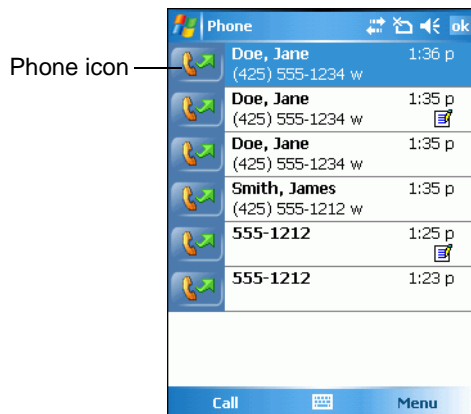 Phone ok
Phone icon
Doe, Jane 1:36 p
(425) 555-1234 w
Doe, Jane 1:35 p
(425) 555-1234 w
Doe, Jane 1:35 p
(425) 555-1234 w
Smith, James 1:35 p
(425) 555-1212 w
555-1212 1:25 p
555-1212 1:23 p
Call Menu